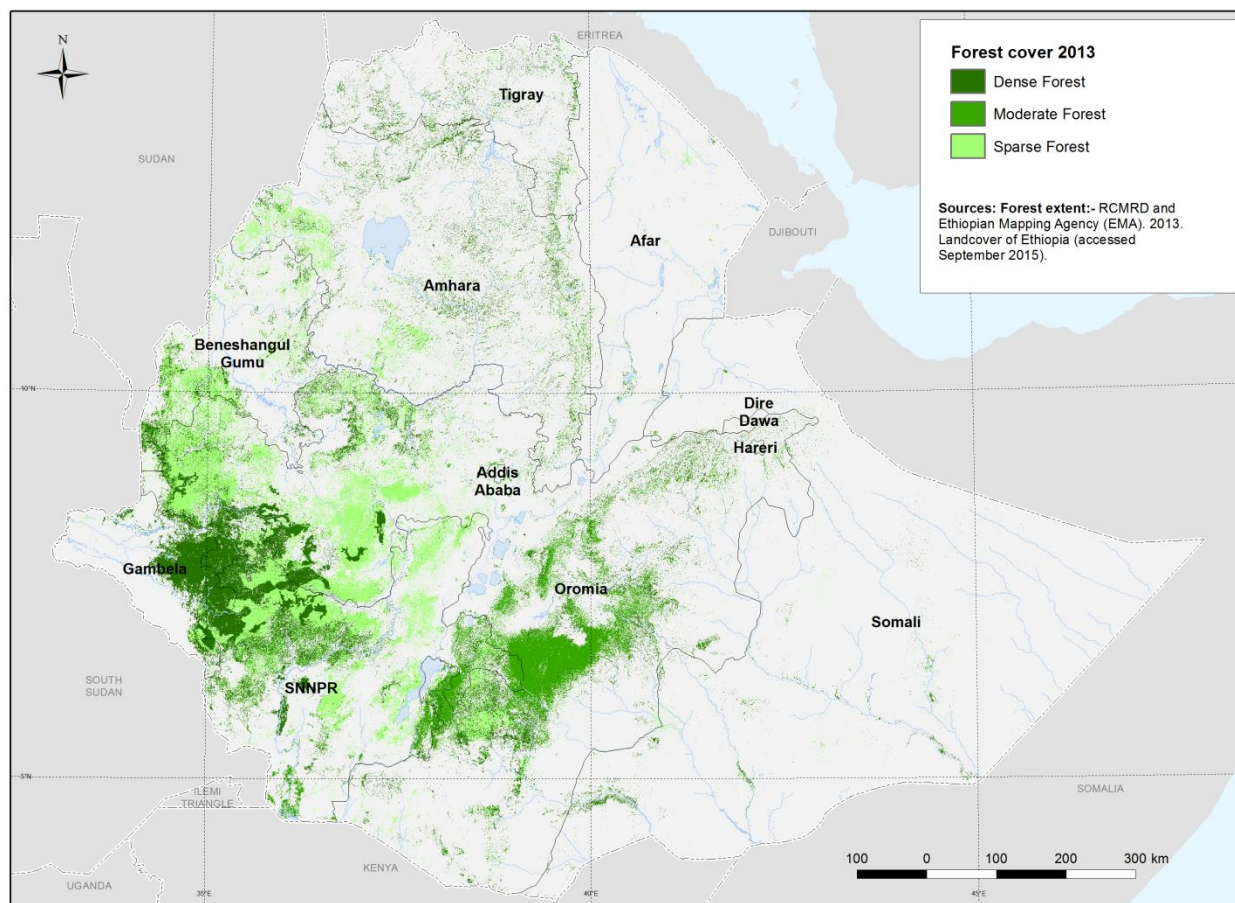 N
ERITREA
Forest cover 2013
Dense Forest
Moderate Forest
Sparse Forest
Sources: Forest extent:- RCMRD and
Ethiopian Mapping Agency (EMA). 2013.
Landcover of Ethiopia (accessed
September 2015).
Tigray
SUDAN
DJIBOUTI
Afar
Amhara
Beneshangul
Gumu
10°N
Dire
Dawa
Hareri
Addis
Ababa
Gambela
Oromia
Somali
SOUTH
SUDAN
SNNPR
5°N
ILEMI
TRIANGLE
SOMALIA
KENYA
UGANDA
35°E
40°E
45°E
100 0 100 200 300 km